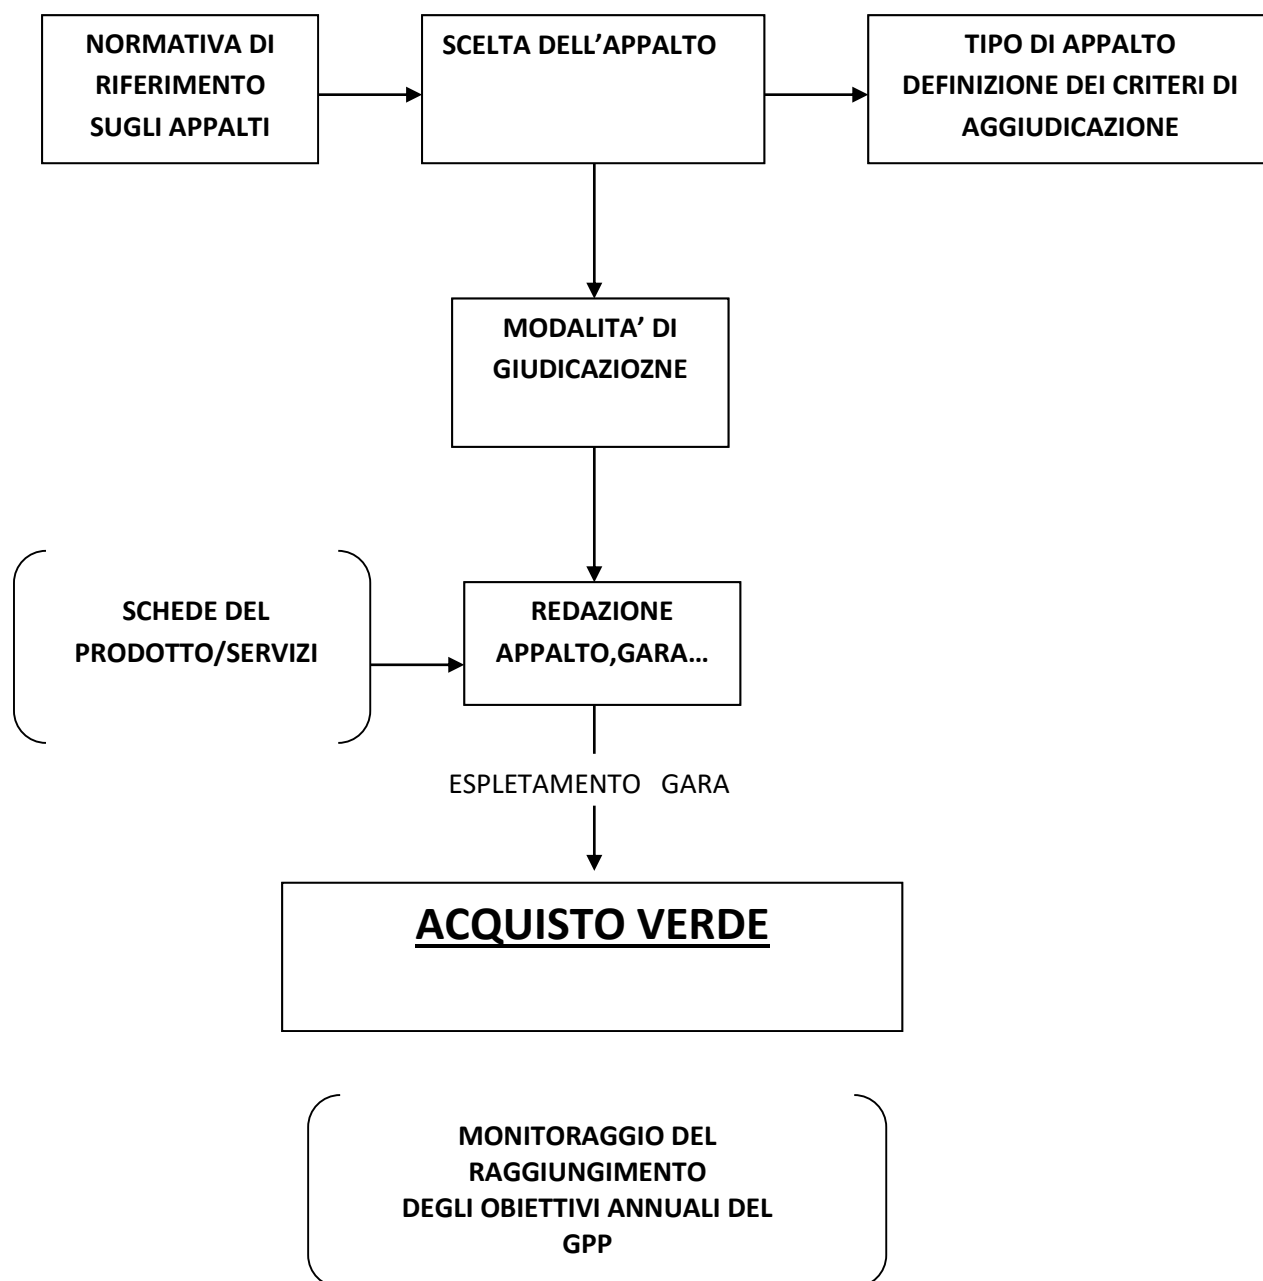 NORMATIVA DI
RIFERIMENTO
SUGLI APPALTI
SCELTA DELL’APPALTO
TIPO DI APPALTO
DEFINIZIONE DEI CRITERI DI
AGGIUDICAZIONE
MODALITA’ DI
GIUDICAZIOZNE
SCHEDE DEL
PRODOTTO/SERVIZI
REDAZIONE
APPALTO,GARA…
ESPLETAMENTO GARA
ACQUISTO VERDE
MONITORAGGIO DEL
RAGGIUNGIMENTO
DEGLI OBIETTIVI ANNUALI DEL
GPP